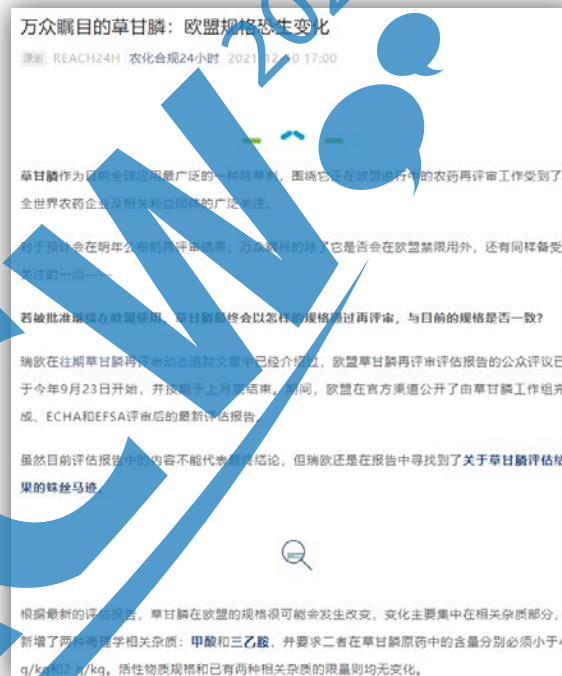 万众瞩目的草甘膦：欧盟规格恐生变化
原创 REACH24H 农化合规24小时 2021-12-10 17:00
202
草甘膦作为目前全球应用最广泛的一种除草剂，围绕它正在欧盟进行中的农药再评审工作受到了
全世界农药企业及相关利益团体的广泛关注。
对于预计会在明年公布的再评审结果，万众瞩目的除了它是否会在欧盟禁限用外，还有同样备受
关注的一点——
若被批准继续在欧盟使用，草甘膦最终会以怎样的规格通过再评审，与目前的规格是否一致？
瑞欧在往期草甘膦再评审动态追踪文章中已经介绍过，欧盟草甘膦再评审评估报告的公众评议已
于今年9月23日开始，并按期于上月底结束。期间，欧盟在官方渠道公开了由草甘膦工作组完
成、ECHA和EFSA评审后的最新评估报告。
虽然目前评估报告中的内容不能代表最终结论，但瑞欧还是在报告中寻找到了关于草甘膦评估结
果的蛛丝马迹。
根据最新的评估报告，草甘膦在欧盟的规格很可能会发生改变，变化主要集中在相关杂质部分，
新增了两种毒理学相关杂质：甲酸和三乙胺，并要求二者在草甘膦原药中的含量分别必须小于4
g/kg和2 g/kg。活性物质规格和已有两种相关杂质的限量则均无变化。
CW